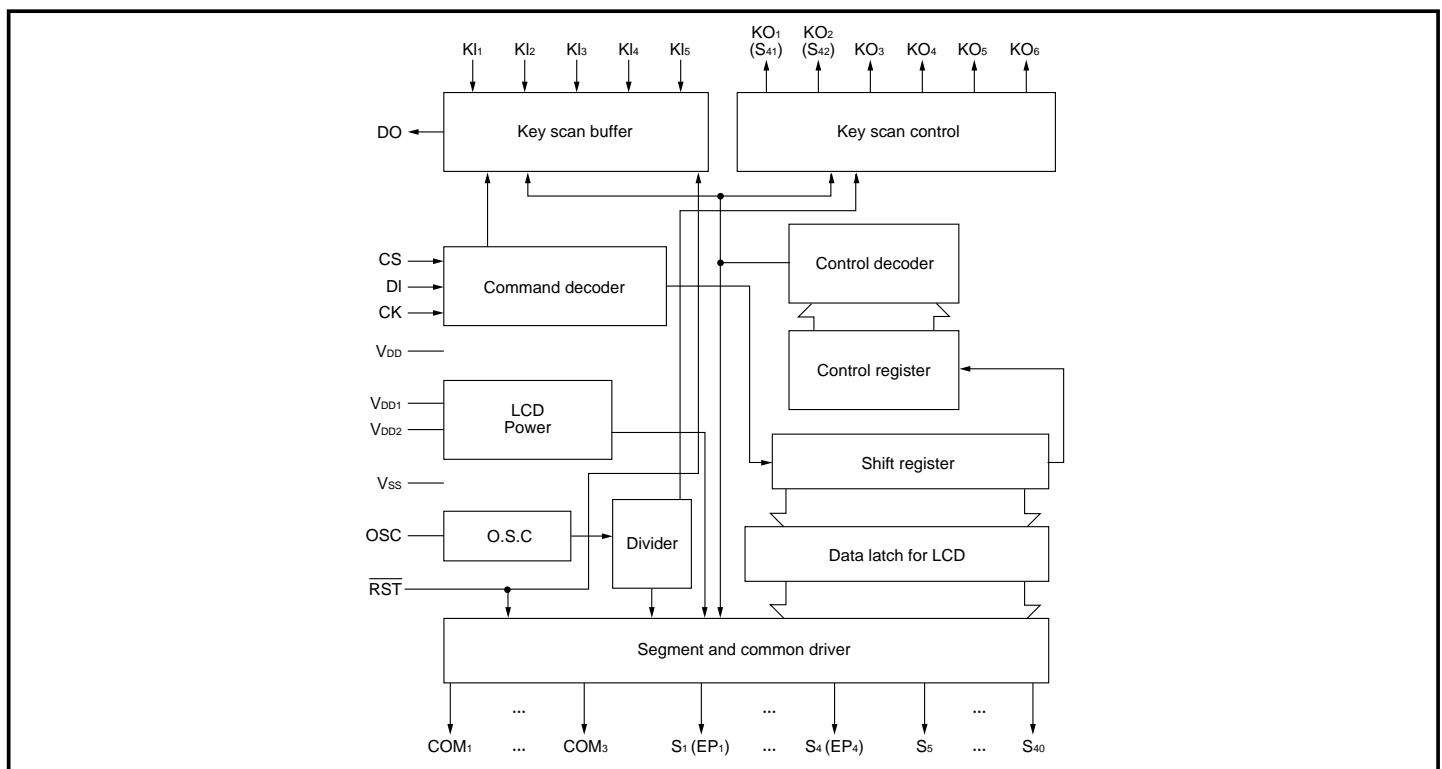 KI1 KI2 KI3 KI4 KI5 KO1 (S41) KO2 (S42) KO3 KO4 KO5 KO6
DO Key scan buffer Key scan control
CS
DI Command decoder Control decoder
CK
VDD
Control register
VDD1 LCD
VDD2 Power
Shift register
VSS
OSC O.S.C Divider
Data latch for LCD
RST
Segment and common driver
... ... ...
COM1 ... COM3 S1 (EP1) ... S4 (EP4) S5 ... S40